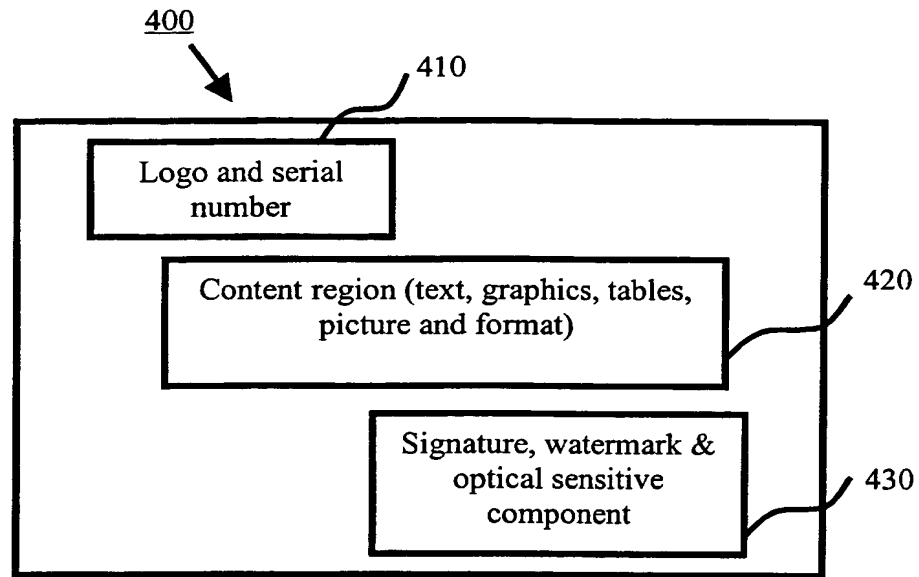 400
410
Logo and serial
number
Content region (text, graphics, tables,
picture and format)
420
Signature, watermark &
optical sensitive
component
430